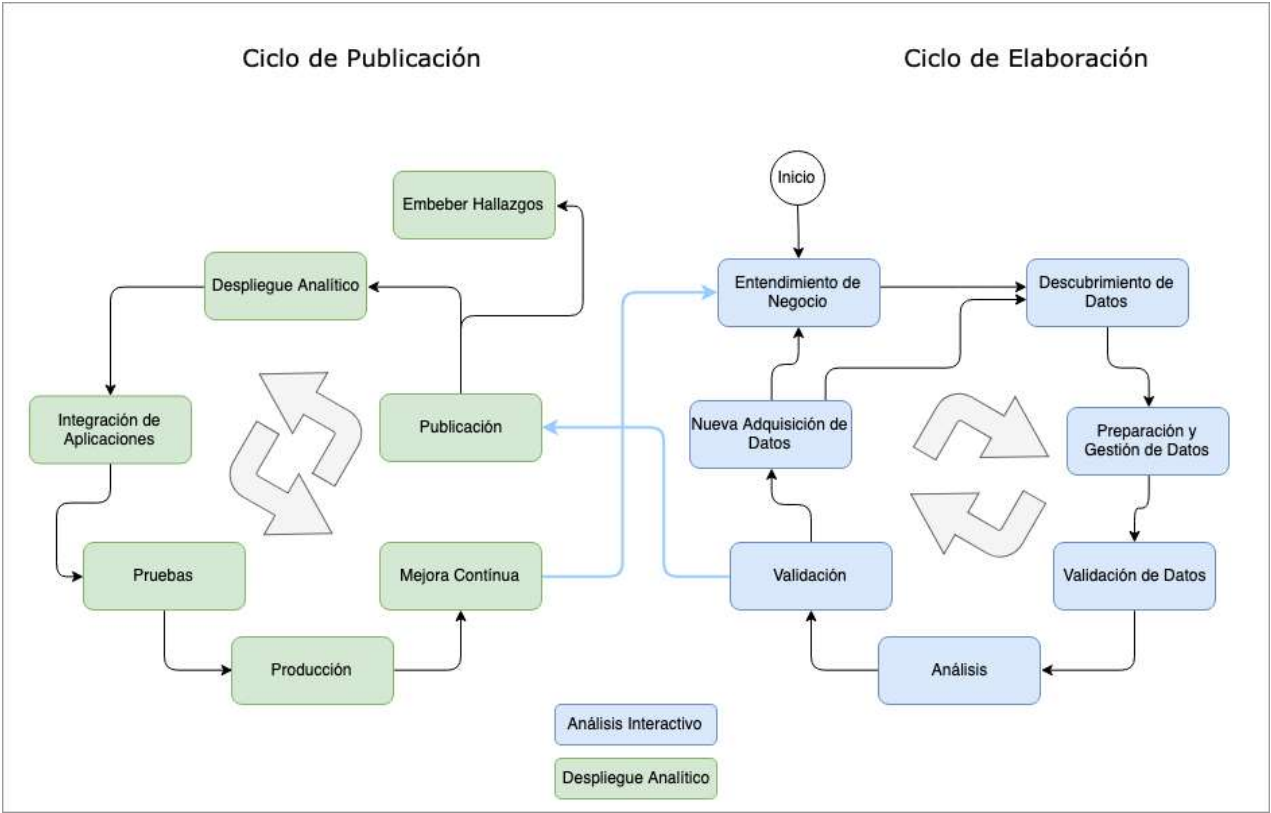 Ciclo de Publicación
Ciclo de Elaboración
Inicio
Embeber Hallazgos
Despliegue Analítico
Entendimiento de
Negocio
Descubrimiento de
Datos
Integración de
Aplicaciones
Publicación
Nueva Adquisición de
Datos
Preparación y
Gestión de Datos
Pruebas
Mejora Contínua
Validación
Validación de Datos
Producción
Análisis
Análisis Interactivo
Despliegue Analítico